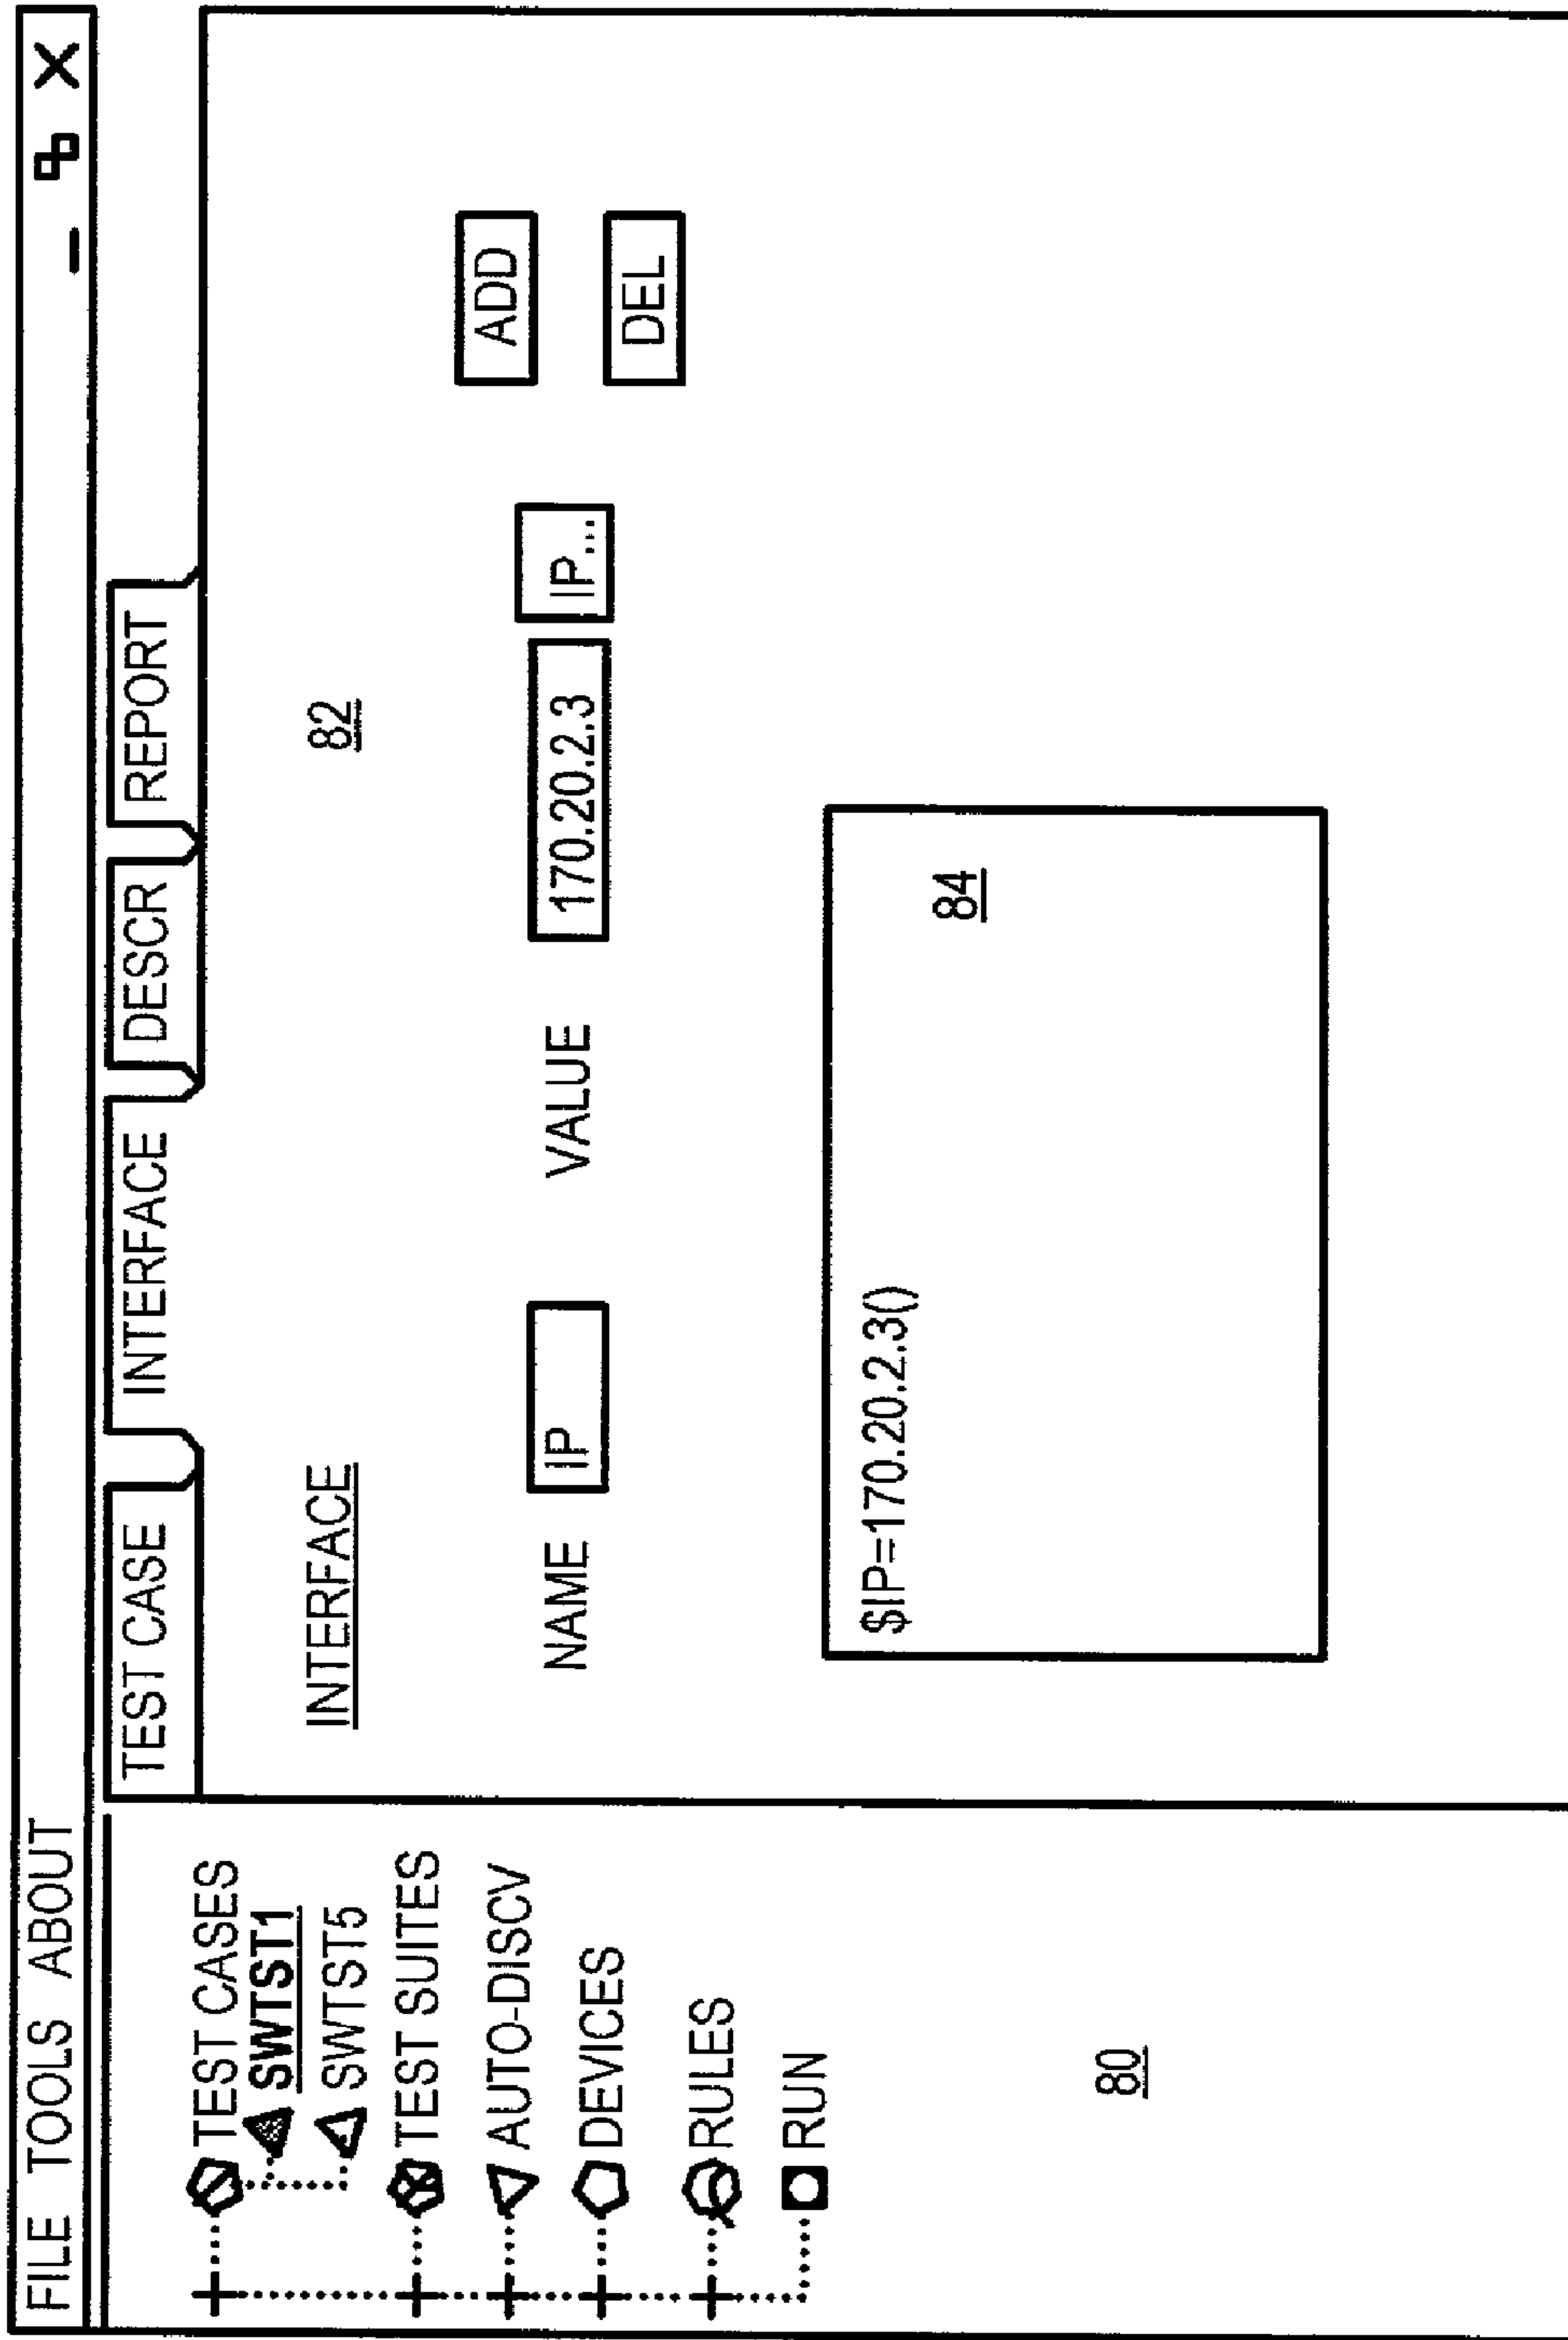 FILE TOOLS ABOUT
TEST CASES
SWTST1
SWTST5
TEST SUITES
AUTO-DISCV
DEVICES
RULES
RUN
80
TEST CASE INTERFACE DESCR REPORT
INTERFACE 82
NAME IP VALUE 170.20.2.3 IP...
ADD
DEL
$IP=170.20.2.3()
84